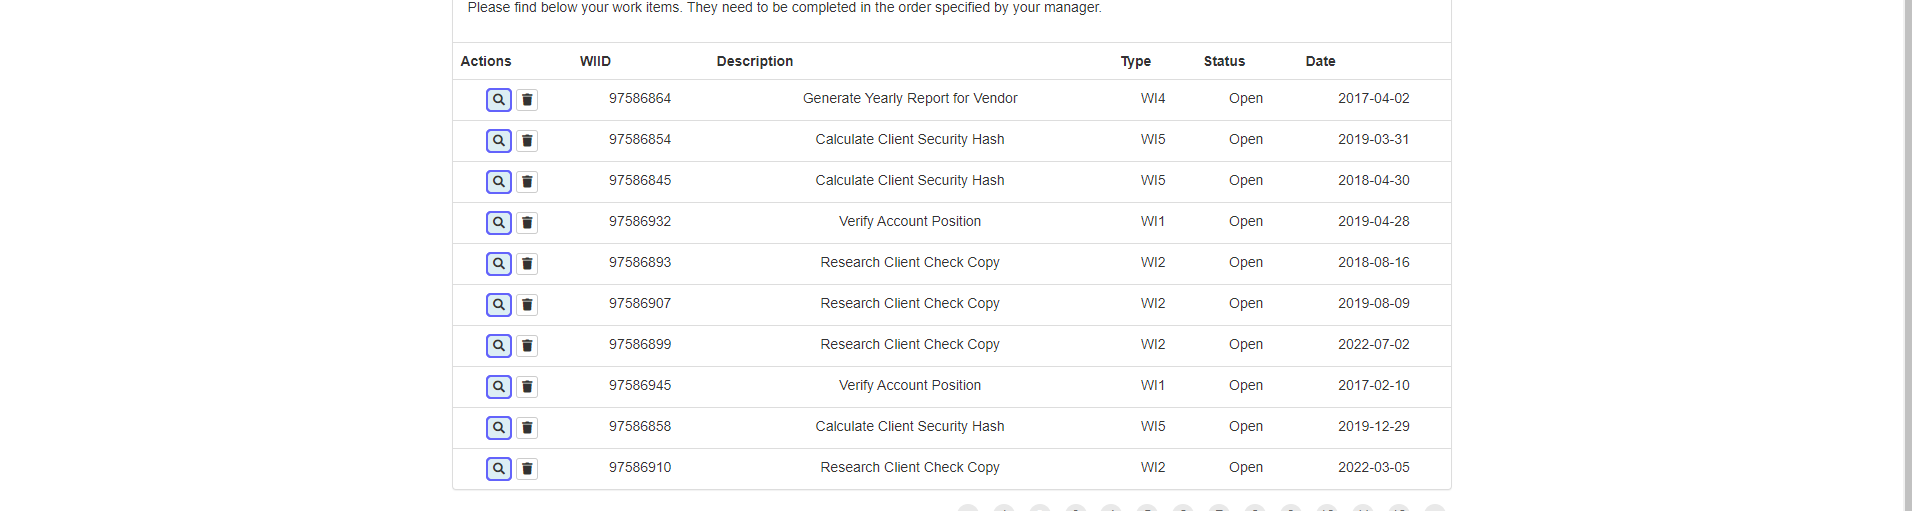 Please find below your work items. They need to be completed in the order specified by your manager.
Actions WIID Description Type Status Date
97586864 Generate Yearly Report for Vendor WI4 Open 2017-04-02
97586854 Calculate Client Security Hash WI5 Open 2019-03-31
97586845 Calculate Client Security Hash WI5 Open 2018-04-30
97586932 Verify Account Position WI1 Open 2019-04-28
97586893 Research Client Check Copy WI2 Open 2018-08-16
97586907 Research Client Check Copy WI2 Open 2019-08-09
97586899 Research Client Check Copy WI2 Open 2022-07-02
97586945 Verify Account Position WI1 Open 2017-02-10
97586858 Calculate Client Security Hash WI5 Open 2019-12-29
97586910 Research Client Check Copy WI2 Open 2022-03-05